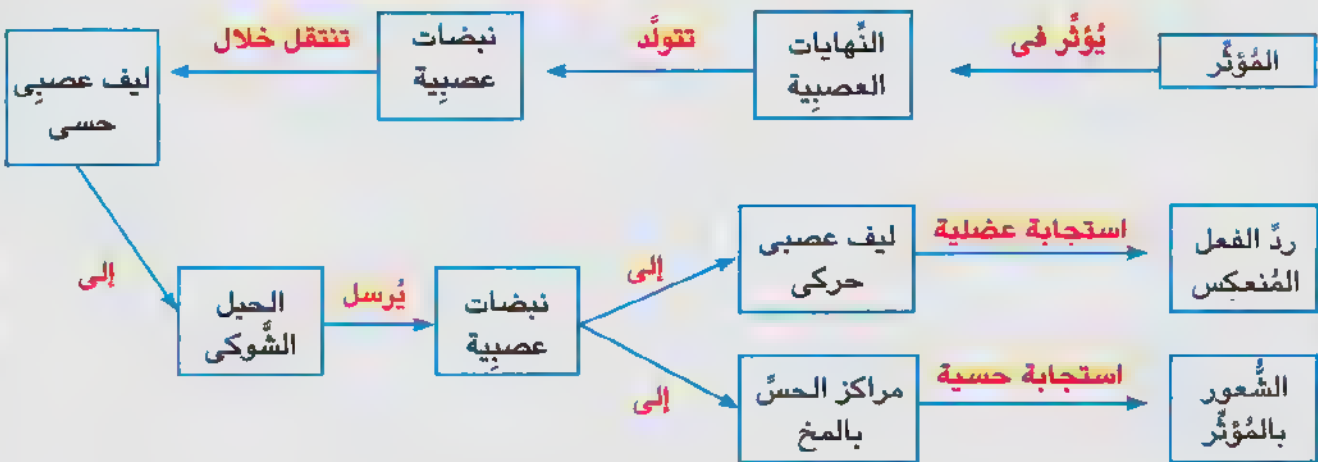 المُؤثِّر
يُؤثِّر فى
النِّهايات
العصبِية
تتولَّد
نبضات
عصبِية
تنتقل خلال
ليف عصبِى
حسى
إلى
الحبل
الشَّوكى
يُرسل
نبضات
عصبِية
إلى
ليف عصبى
حركى
استجابة عضلية
ردّ الفعل
المُنعكِس
إلى
مراكز الحسِّ
بالمخ
استجابة حسية
الشُّعور
بالمُؤثِّر